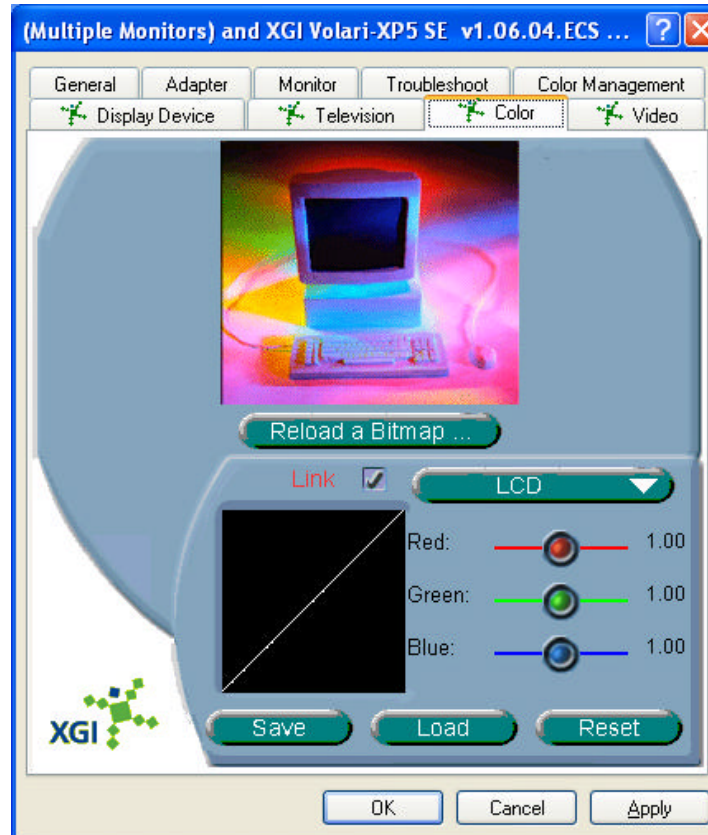 (Multiple Monitors) and XGI Volari-XP5 SE v1.06.04.ECS ...
General Adapter Monitor Troubleshoot Color Management
Display Device Television Color Video
Reload a Bitmap ...
Link LCD
Red: 1.00
Green: 1.00
Blue: 1.00
XGI
Save Load Reset
OK Cancel Apply